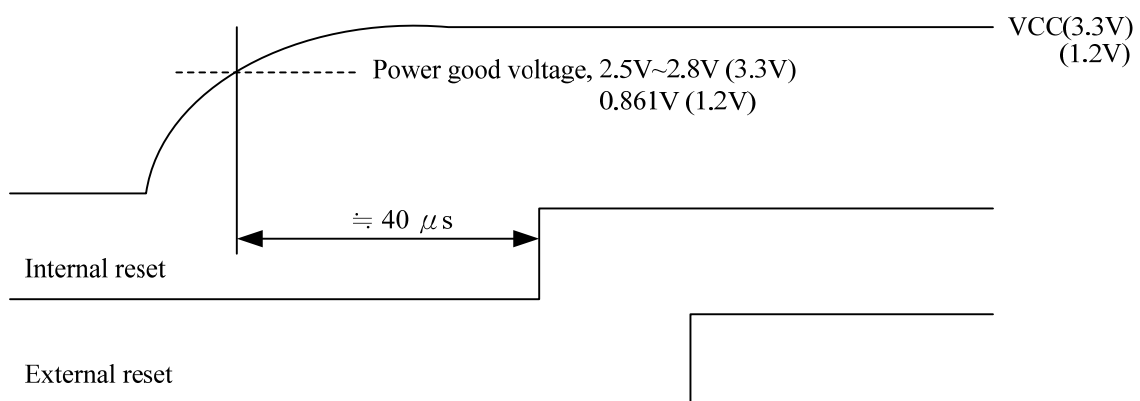 VCC(3.3V)
(1.2V)
Power good voltage, 2.5V~2.8V (3.3V)
0.861V (1.2V)
≒ 40 μs
Internal reset
External reset